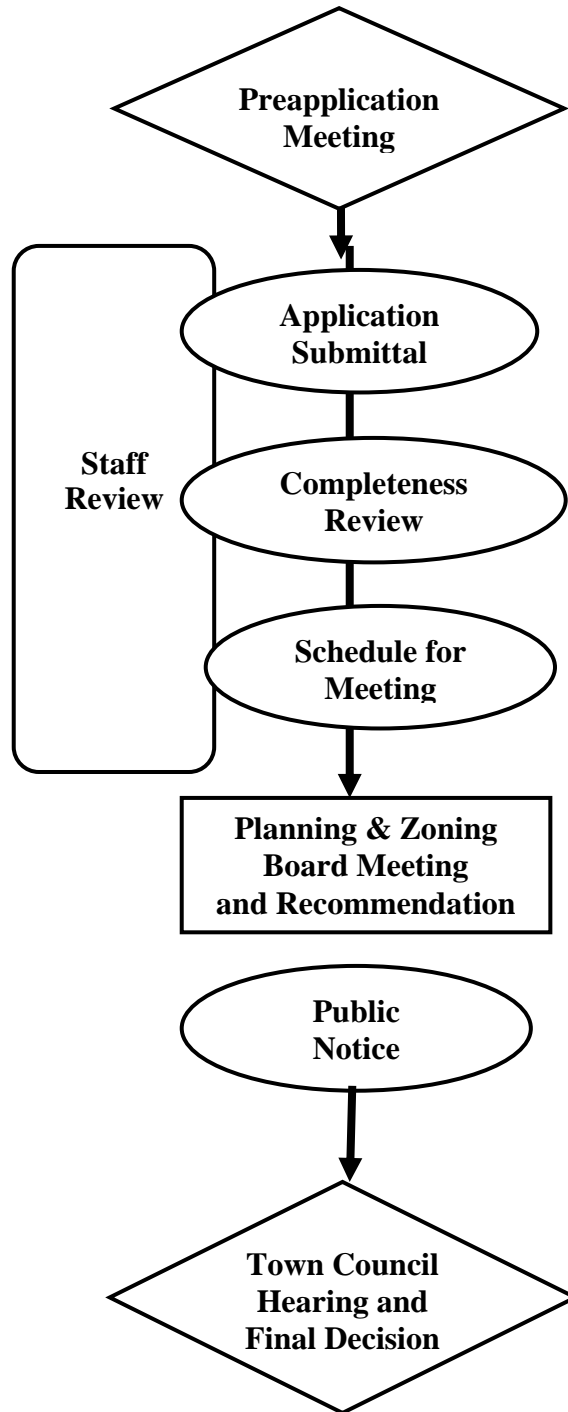 Preapplication
Meeting
Application
Submittal
Staff
Review
Completeness
Review
Schedule for
Meeting
Planning & Zoning
Board Meeting
and Recommendation
Public
Notice
Town Council
Hearing and
Final Decision